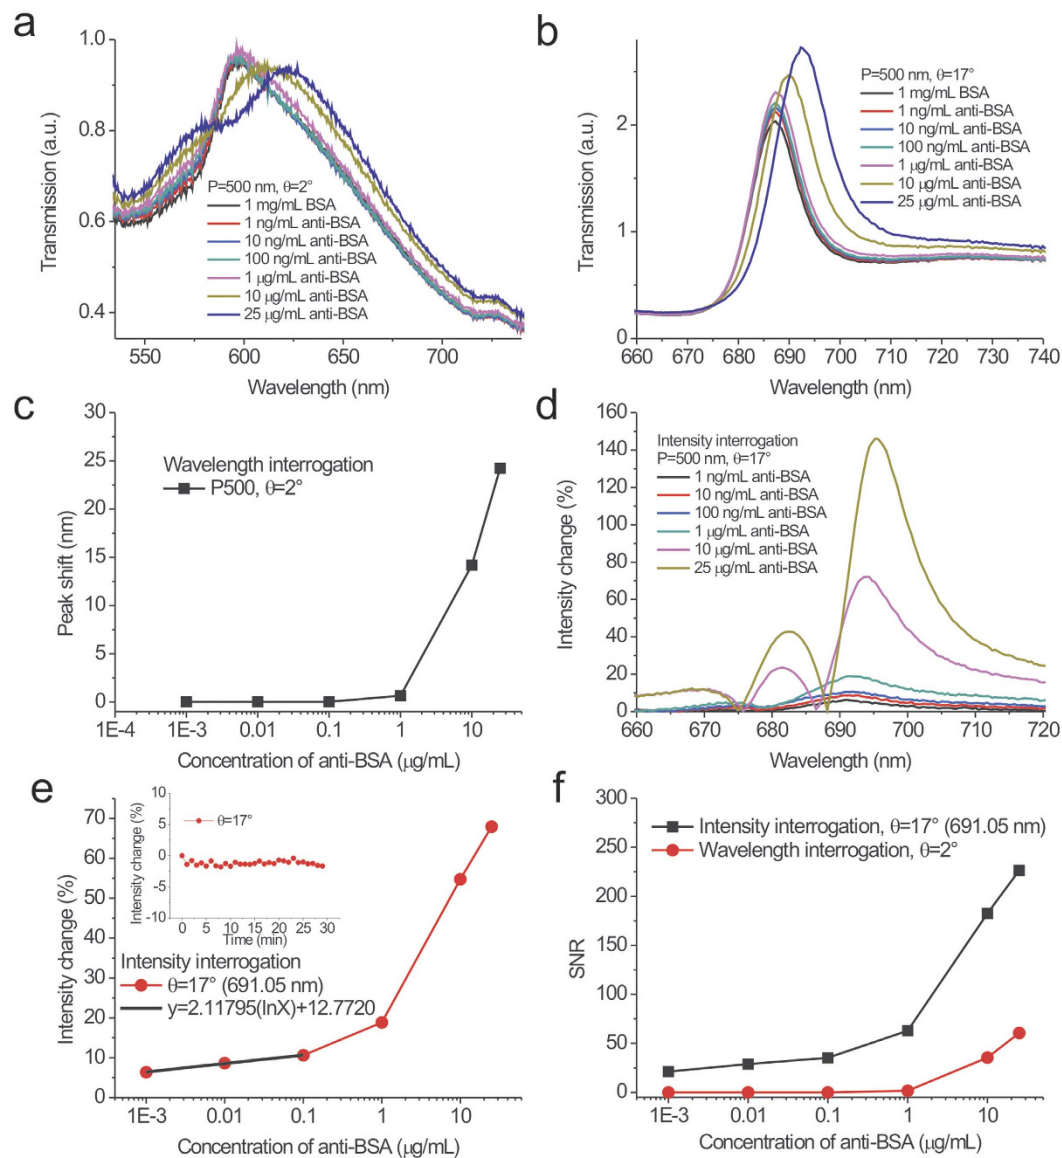 a
1.0
0.8
0.6
0.4
Transmission (a.u.)
P=500 nm, θ=2°
1 mg/mL BSA
1 ng/mL anti-BSA
10 ng/mL anti-BSA
100 ng/mL anti-BSA
1 μg/mL anti-BSA
10 μg/mL anti-BSA
25 μg/mL anti-BSA
550 600 650 700
Wavelength (nm)
b
2
1
0
Transmission (a.u.)
P=500 nm, θ=17°
1 mg/mL BSA
1 ng/mL anti-BSA
10 ng/mL anti-BSA
100 ng/mL anti-BSA
1 μg/mL anti-BSA
10 μg/mL anti-BSA
25 μg/mL anti-BSA
660 670 680 690 700 710 720 730 740
Wavelength (nm)
c
30
25
20
15
10
5
0
Peak shift (nm)
Wavelength interrogation
P500, θ=2°
1E-4 1E-3 0.01 0.1 1 10
Concentration of anti-BSA (μg/mL)
d
160
140
120
100
80
60
40
20
0
Intensity change (%)
Intensity interrogation
P=500 nm, θ=17°
1 ng/mL anti-BSA
10 ng/mL anti-BSA
100 ng/mL anti-BSA
1 μg/mL anti-BSA
10 μg/mL anti-BSA
25 μg/mL anti-BSA
660 670 680 690 700 710 720
Wavelength (nm)
e
70
60
50
40
30
20
10
0
Intensity change (%)
10
5
0
-5
-10
Intensity change (%)
θ=17°
0 5 10 15 20 25 30
Time (min)
Intensity interrogation
θ=17° (691.05 nm)
y=2.11795(lnX)+12.7720
1E-3 0.01 0.1 1 10
Concentration of anti-BSA (μg/mL)
f
300
250
200
150
100
50
0
SNR
Intensity interrogation, θ=17° (691.05 nm)
Wavelength interrogation, θ=2°
1E-3 0.01 0.1 1 10
Concentration of anti-BSA (μg/mL)